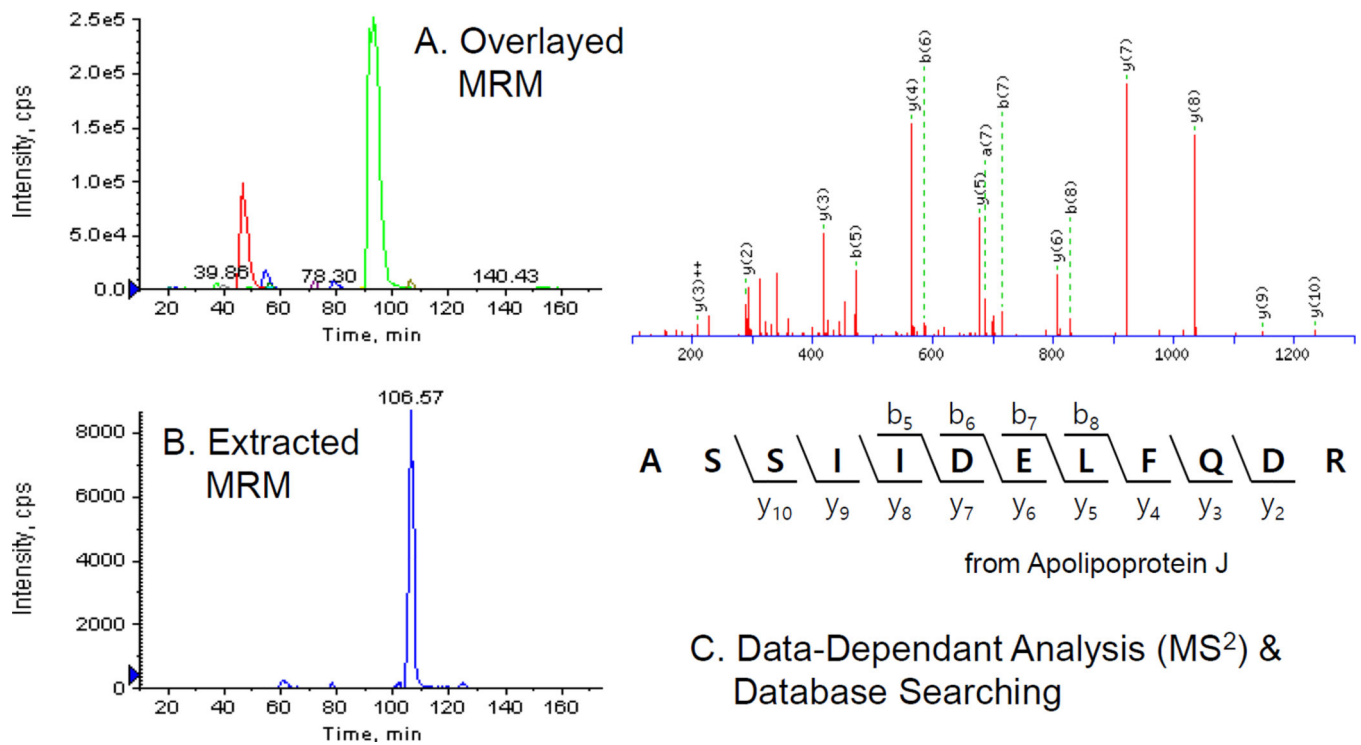 2.5e5
2.0e5
1.5e5
1.0e5
5.0e4
0.0
Intensity, cps
A. Overlayed
MRM
39.86
78.30
140.43
20 40 60 80 100 120 140 160
Time, min
y(3)++
y(2)
y(3)
b(5)
y(4)
b(6)
y(5)
a(7)
b(7)
y(6)
b(8)
y(7)
y(8)
y(9)
y(10)
200 400 600 800 1000 1200
106.57
8000
6000
4000
2000
0
Intensity, cps
B. Extracted
MRM
20 40 60 80 100 120 140 160
Time, min
b5 b6 b7 b8
A S S I I D E L F Q D R
y10 y9 y8 y7 y6 y5 y4 y3 y2
from Apolipoprotein J
C. Data-Dependant Analysis (MS²) &
Database Searching